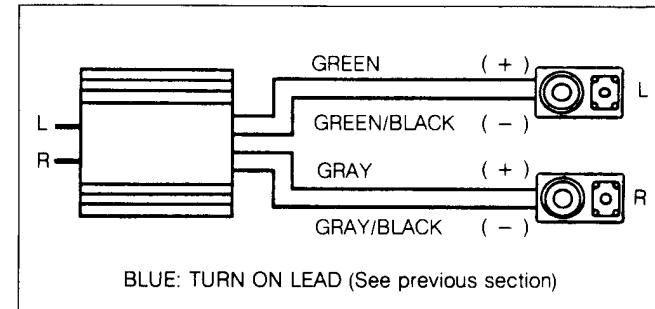 GREEN ( + )
L
L
GREEN/BLACK ( − )
R
GRAY ( + )
R
GRAY/BLACK ( − )
BLUE: TURN ON LEAD (See previous section)